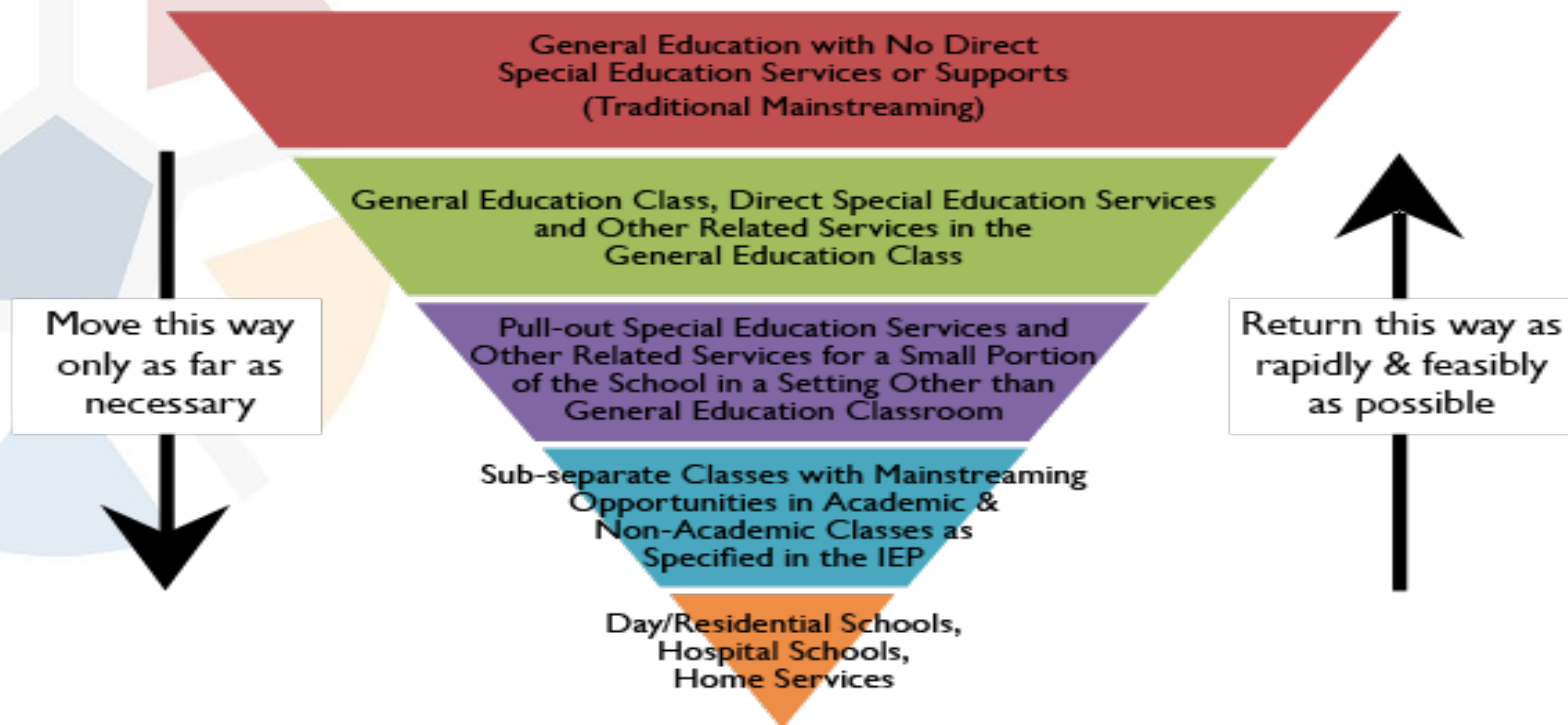 General Education with No Direct
Special Education Services or Supports
(Traditional Mainstreaming)
General Education Class, Direct Special Education Services
and Other Related Services in the
General Education Class
Pull-out Special Education Services and
Other Related Services for a Small Portion
of the School in a Setting Other than
General Education Classroom
Sub-separate Classes with Mainstreaming
Opportunities in Academic &
Non-Academic Classes as
Specified in the IEP
Day/Residential Schools,
Hospital Schools,
Home Services
Move this way
only as far as
necessary
Return this way as
rapidly & feasibly
as possible